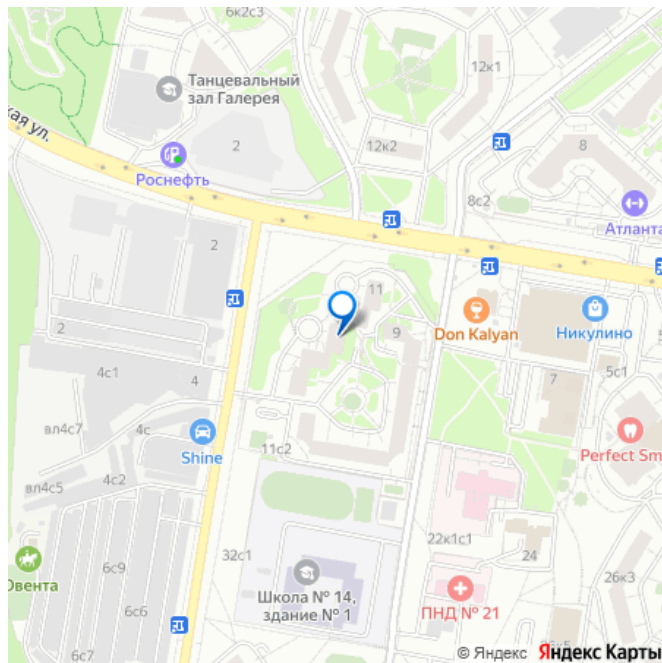 6к2с3
Танцевальный
зал Галерея
12к1
кая ул.
2
12к2
8
Роснефть
8с2
Атланта
2
11
9
Don Kalyan
Никулино
2
4с1
4
5с1
7
вл4с7
4с
Shine
11с2
Perfect Sm
вл4с5
4с2
22к1с1
24
32с1
Овента
6с9
Школа № 14,
здание № 1
ПНД № 21
26к3
6с6
6с7
© Яндекс Яндекс Карты